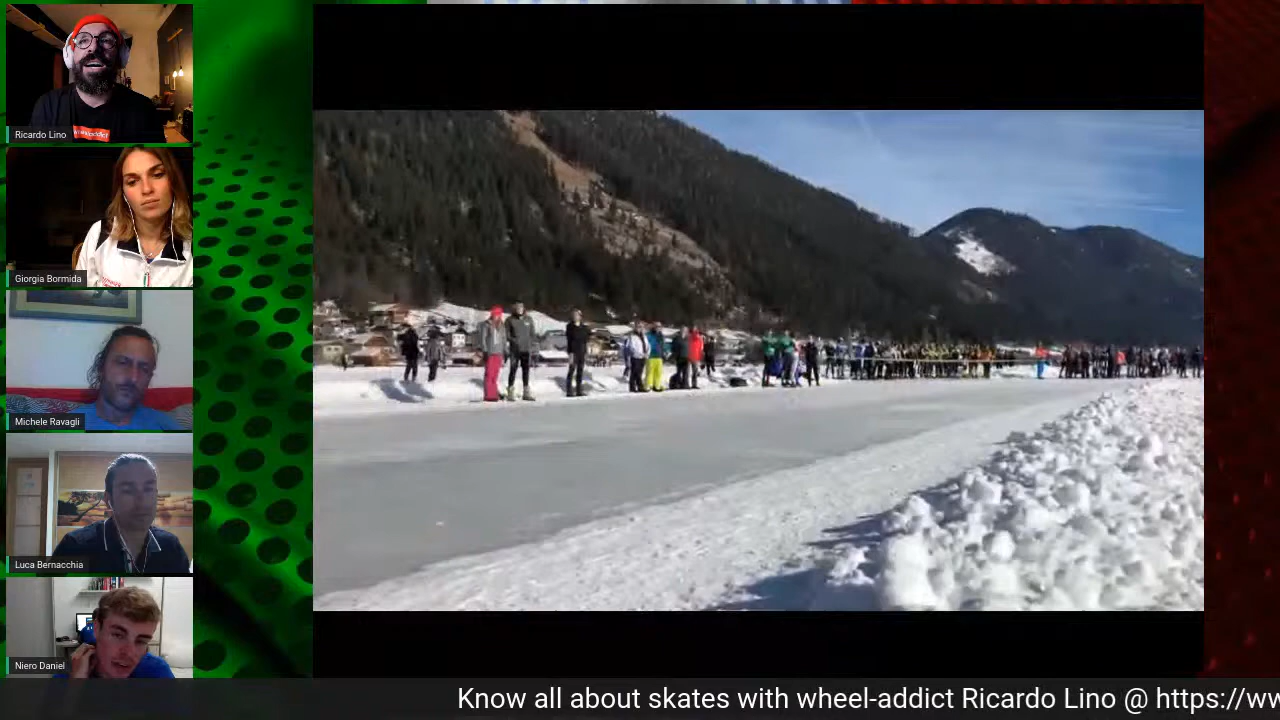 Ricardo Lino
Giorgia Bormida
Michele Ravagli
Luca Bernacchia
Niero Daniel
Know all about skates with wheel-addict Ricardo Lino @ https://ww